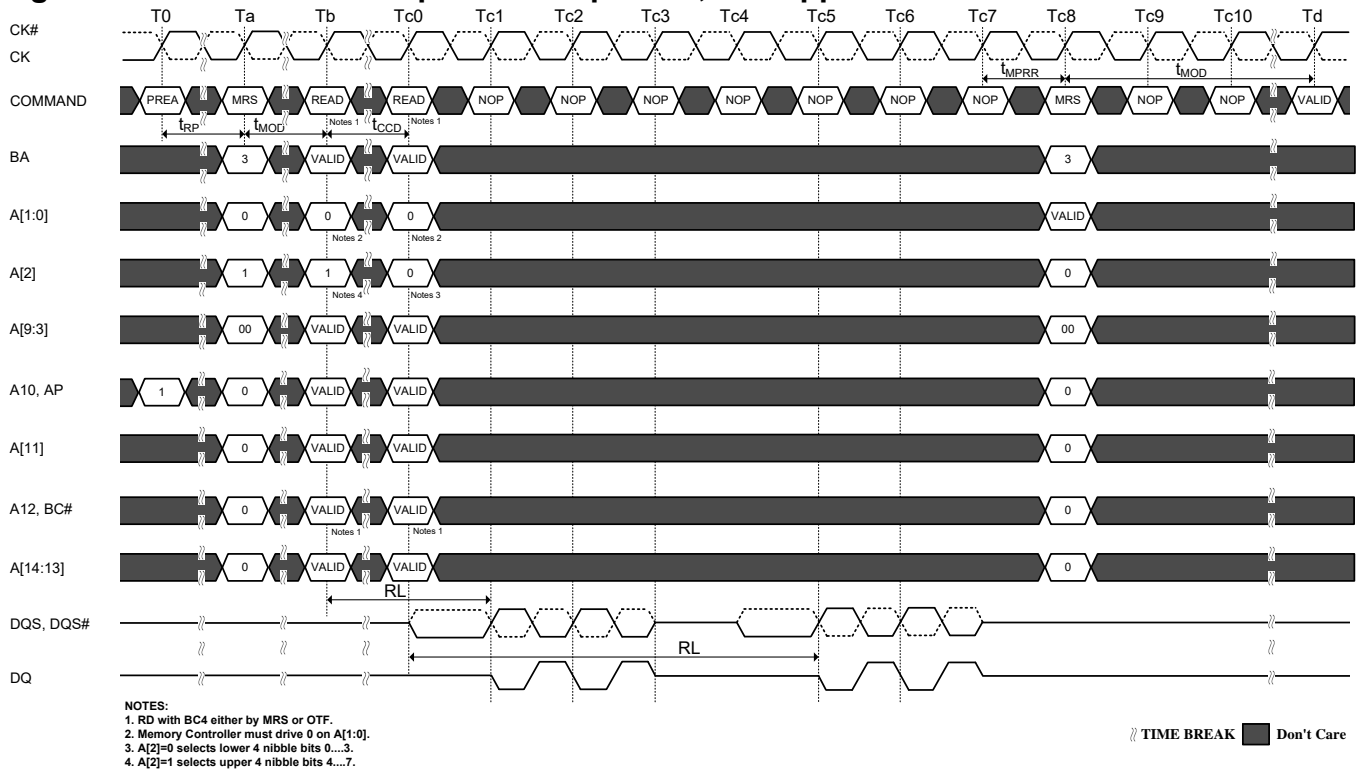 T0 Ta Tb Tc0 Tc1 Tc2 Tc3 Tc4 Tc5 Tc6 Tc7 Tc8 Tc9 Tc10 Td
CK#
CK
tMPRR tMOD
COMMAND PREA MRS READ READ NOP NOP NOP NOP NOP NOP NOP MRS NOP NOP VALID
Notes 1 Notes 1
tRP tMOD tCCD
BA 3 VALID VALID 3
A[1:0] 0 0 0 VALID
Notes 2 Notes 2
A[2] 1 1 0 0
Notes 4 Notes 3
A[9:3] 00 VALID VALID 00
A10, AP 1 0 VALID VALID 0
A[11] 0 VALID VALID 0
A12, BC# 0 VALID VALID 0
Notes 1 Notes 1
A[14:13] 0 VALID VALID 0
RL
DQS, DQS#
RL
DQ
NOTES:
1. RD with BC4 either by MRS or OTF.
2. Memory Controller must drive 0 on A[1:0].
3. A[2]=0 selects lower 4 nibble bits 0....3.
4. A[2]=1 selects upper 4 nibble bits 4....7.
TIME BREAK Don't Care